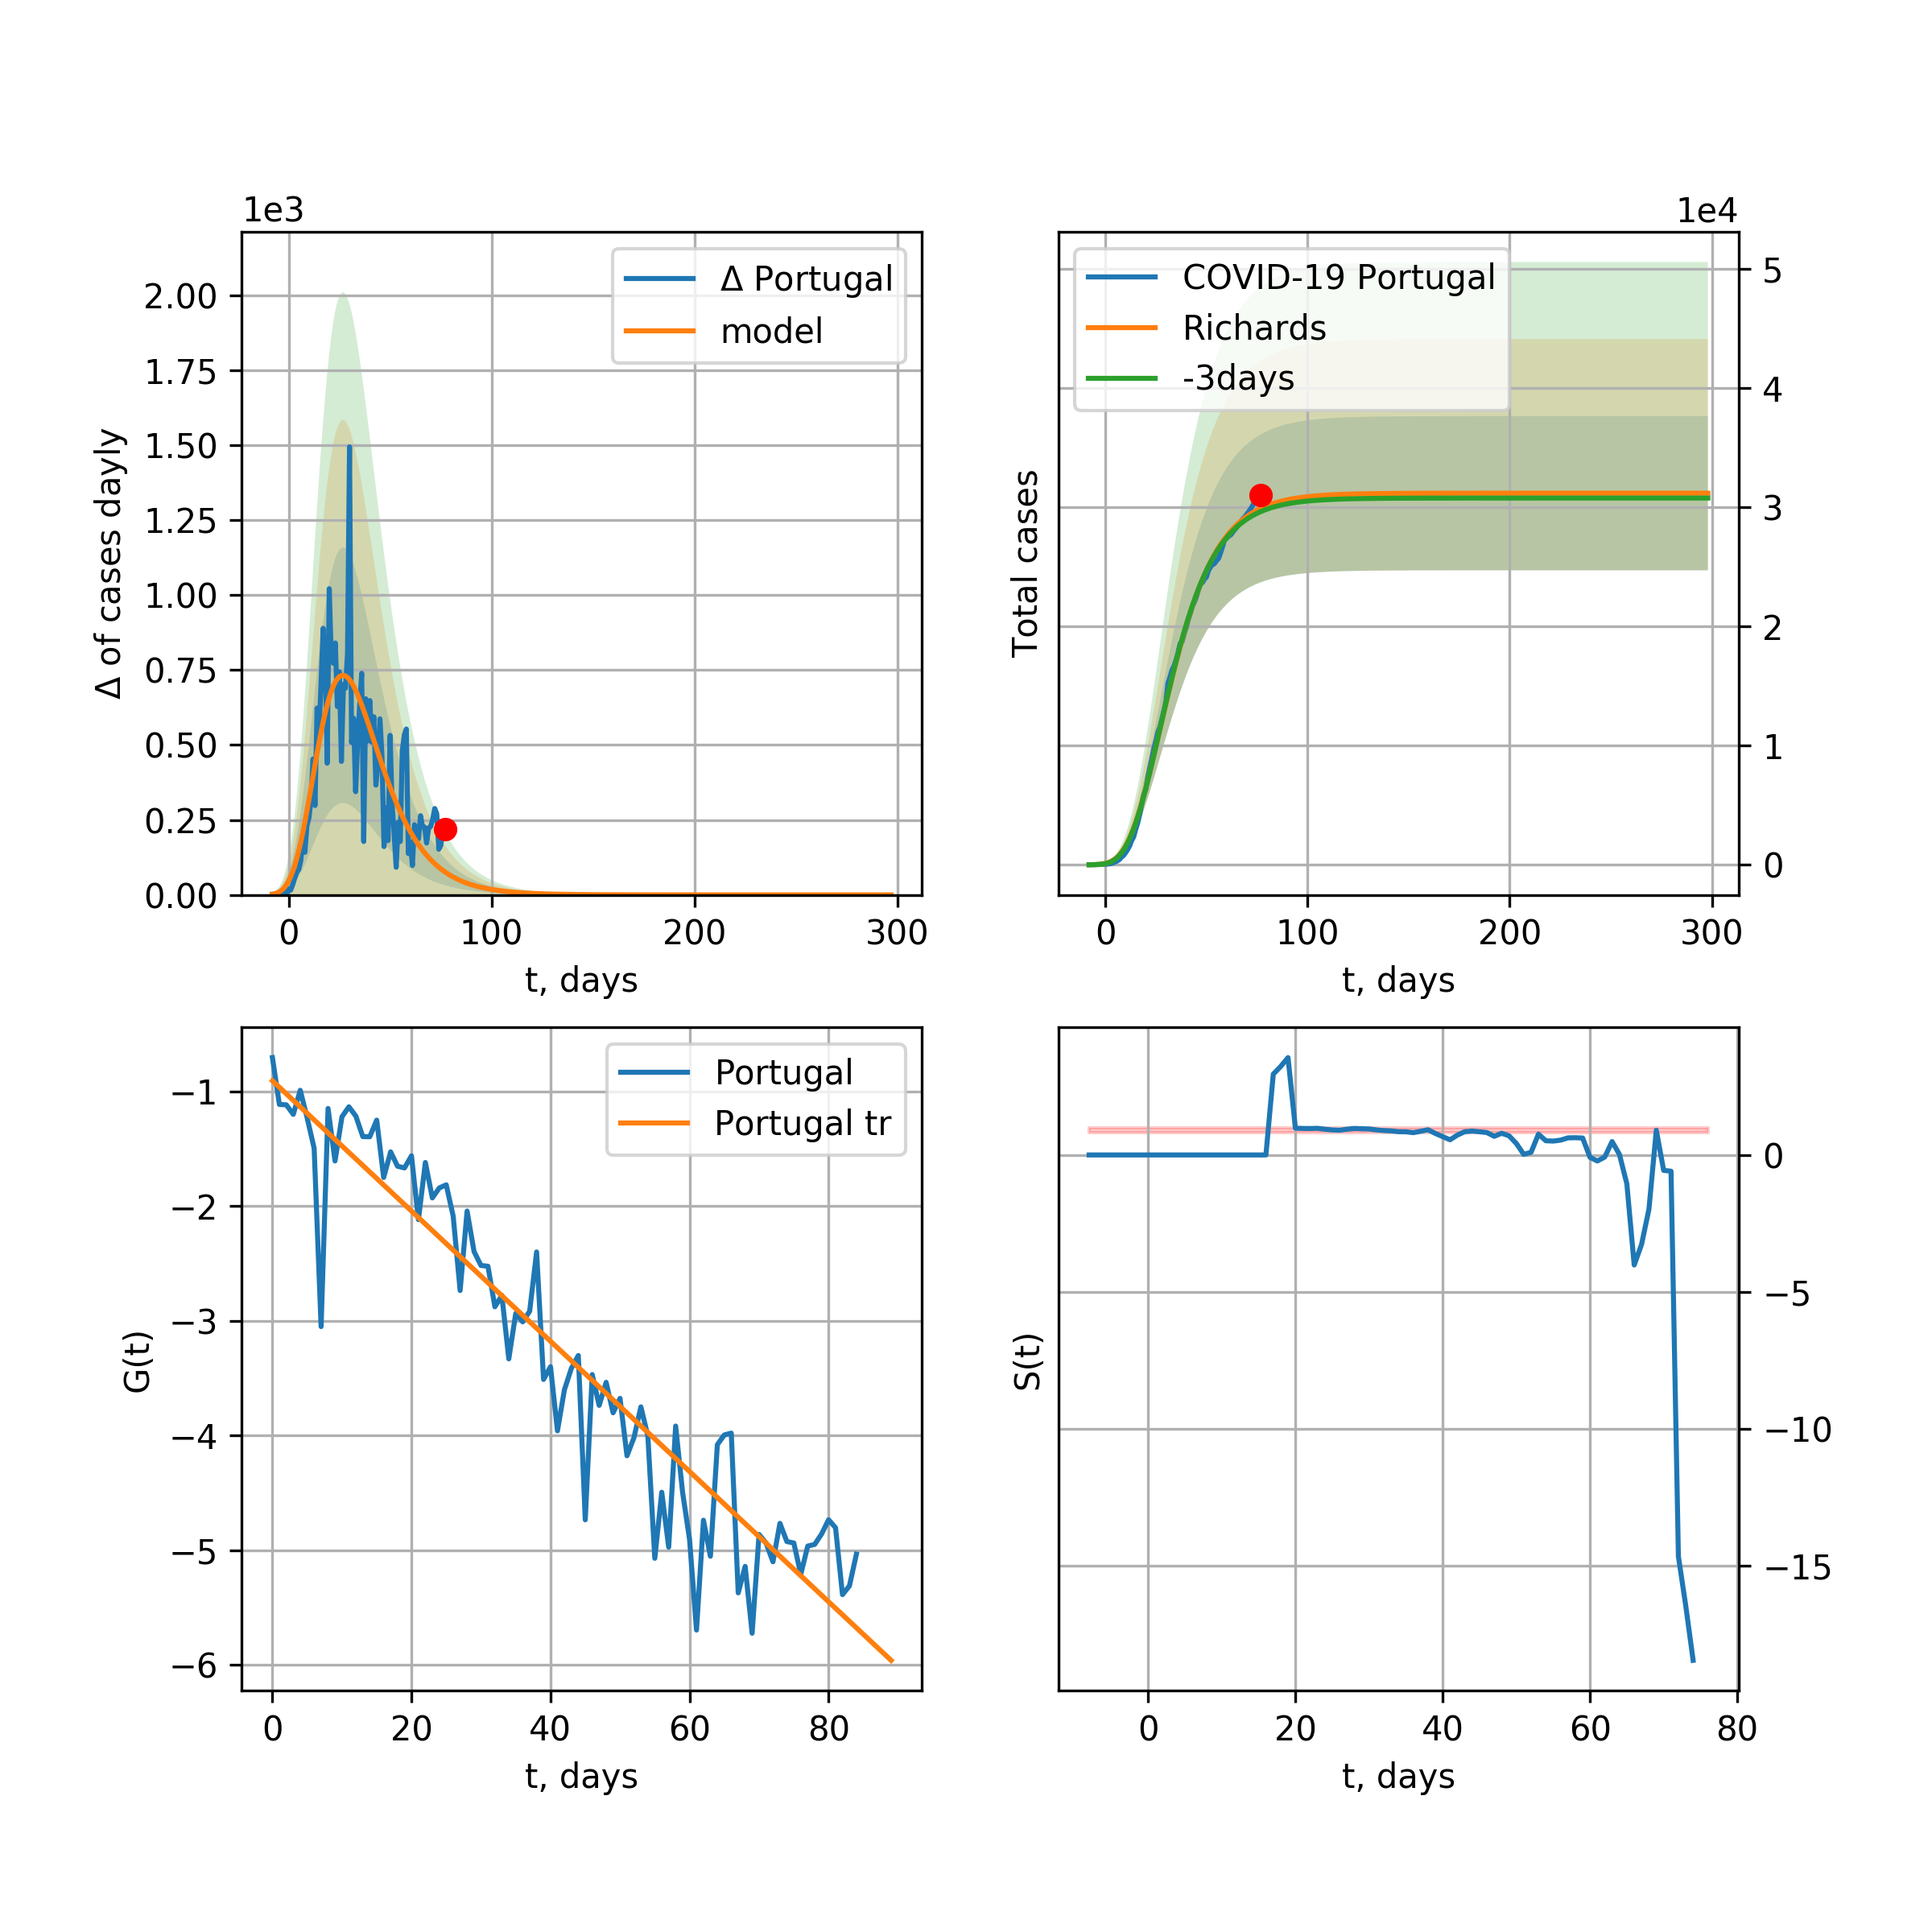 1e3
Δ of cases dayly
2.00
1.75
1.50
1.25
1.00
0.75
0.50
0.25
0.00
Δ Portugal
model
0 100 200 300
t, days
1e4
Total cases
COVID-19 Portugal
Richards
-3days
5
4
3
2
1
0
0 100 200 300
t, days
G(t)
−1
−2
−3
−4
−5
−6
Portugal
Portugal tr
0 20 40 60 80
t, days
S(t)
0
−5
−10
−15
0 20 40 60 80
t, days